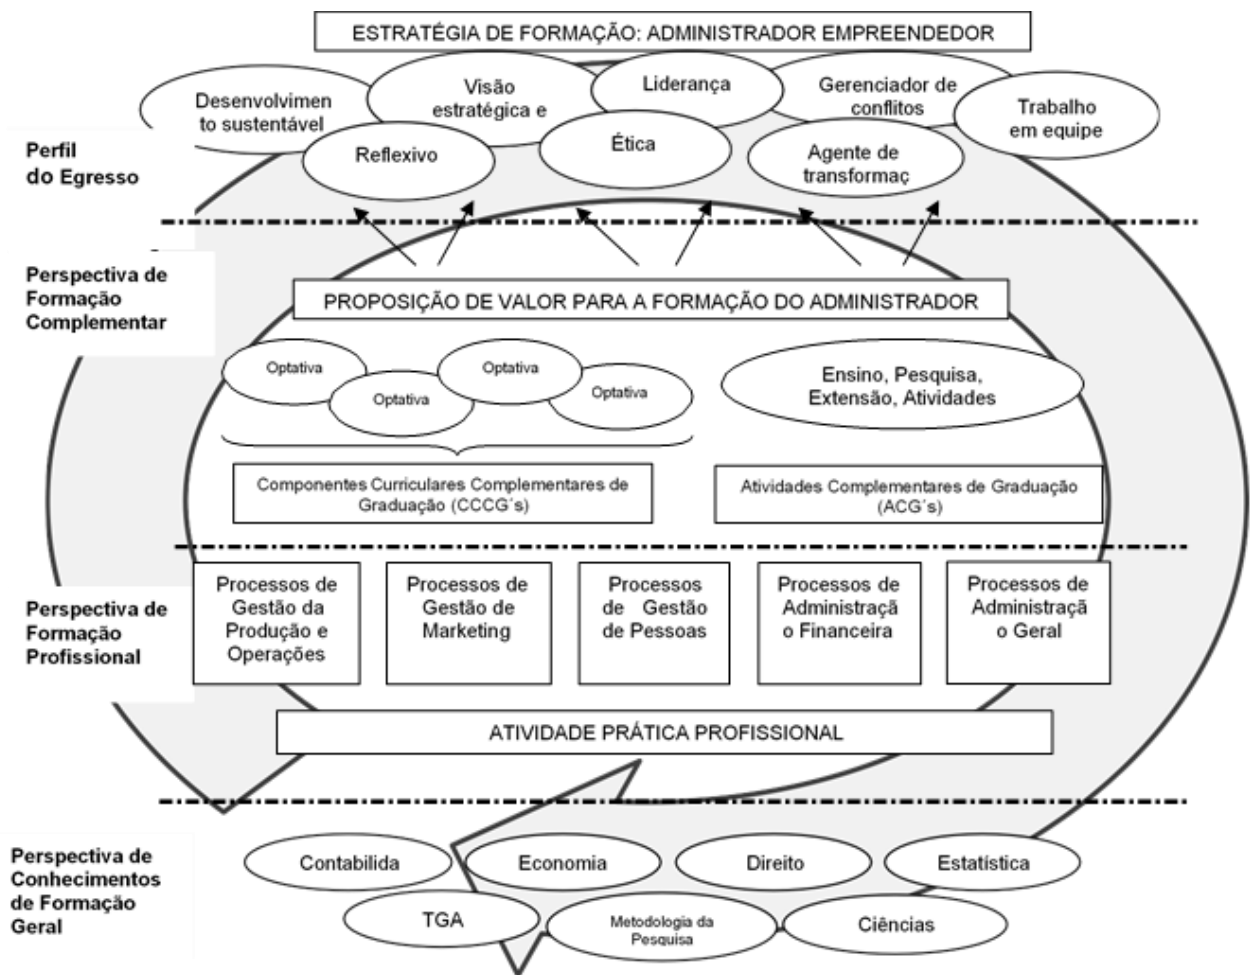 ESTRATÉGIA DE FORMAÇÃO: ADMINISTRADOR EMPREENDEDOR
Desenvolvimen
to sustentável
Visão
estratégica e
Liderança
Gerenciador de
conflitos
Trabalho
em equipe
Reflexivo
Ética
Agente de
transformaç
Perfil
do Egresso
Perspectiva de
Formação
Complementar
PROPOSIÇÃO DE VALOR PARA A FORMAÇÃO DO ADMINISTRADOR
Optativa
Optativa
Optativa
Optativa
Ensino, Pesquisa,
Extensão, Atividades
Componentes Curriculares Complementares de
Graduação (CCCG´s)
Atividades Complementares de Graduação
(ACG´s)
Perspectiva de
Formação
Profissional
Processos de
Gestão da
Produção e
Operações
Processos de
Gestão de
Marketing
Processos
de Gestão
de Pessoas
Processos de
Administraçã
o Financeira
Processos de
Administraçã
o Geral
ATIVIDADE PRÁTICA PROFISSIONAL
Perspectiva de
Conhecimentos
de Formação
Geral
Contabilida
Economia
Direito
Estatística
TGA
Metodologia da
Pesquisa
Ciências